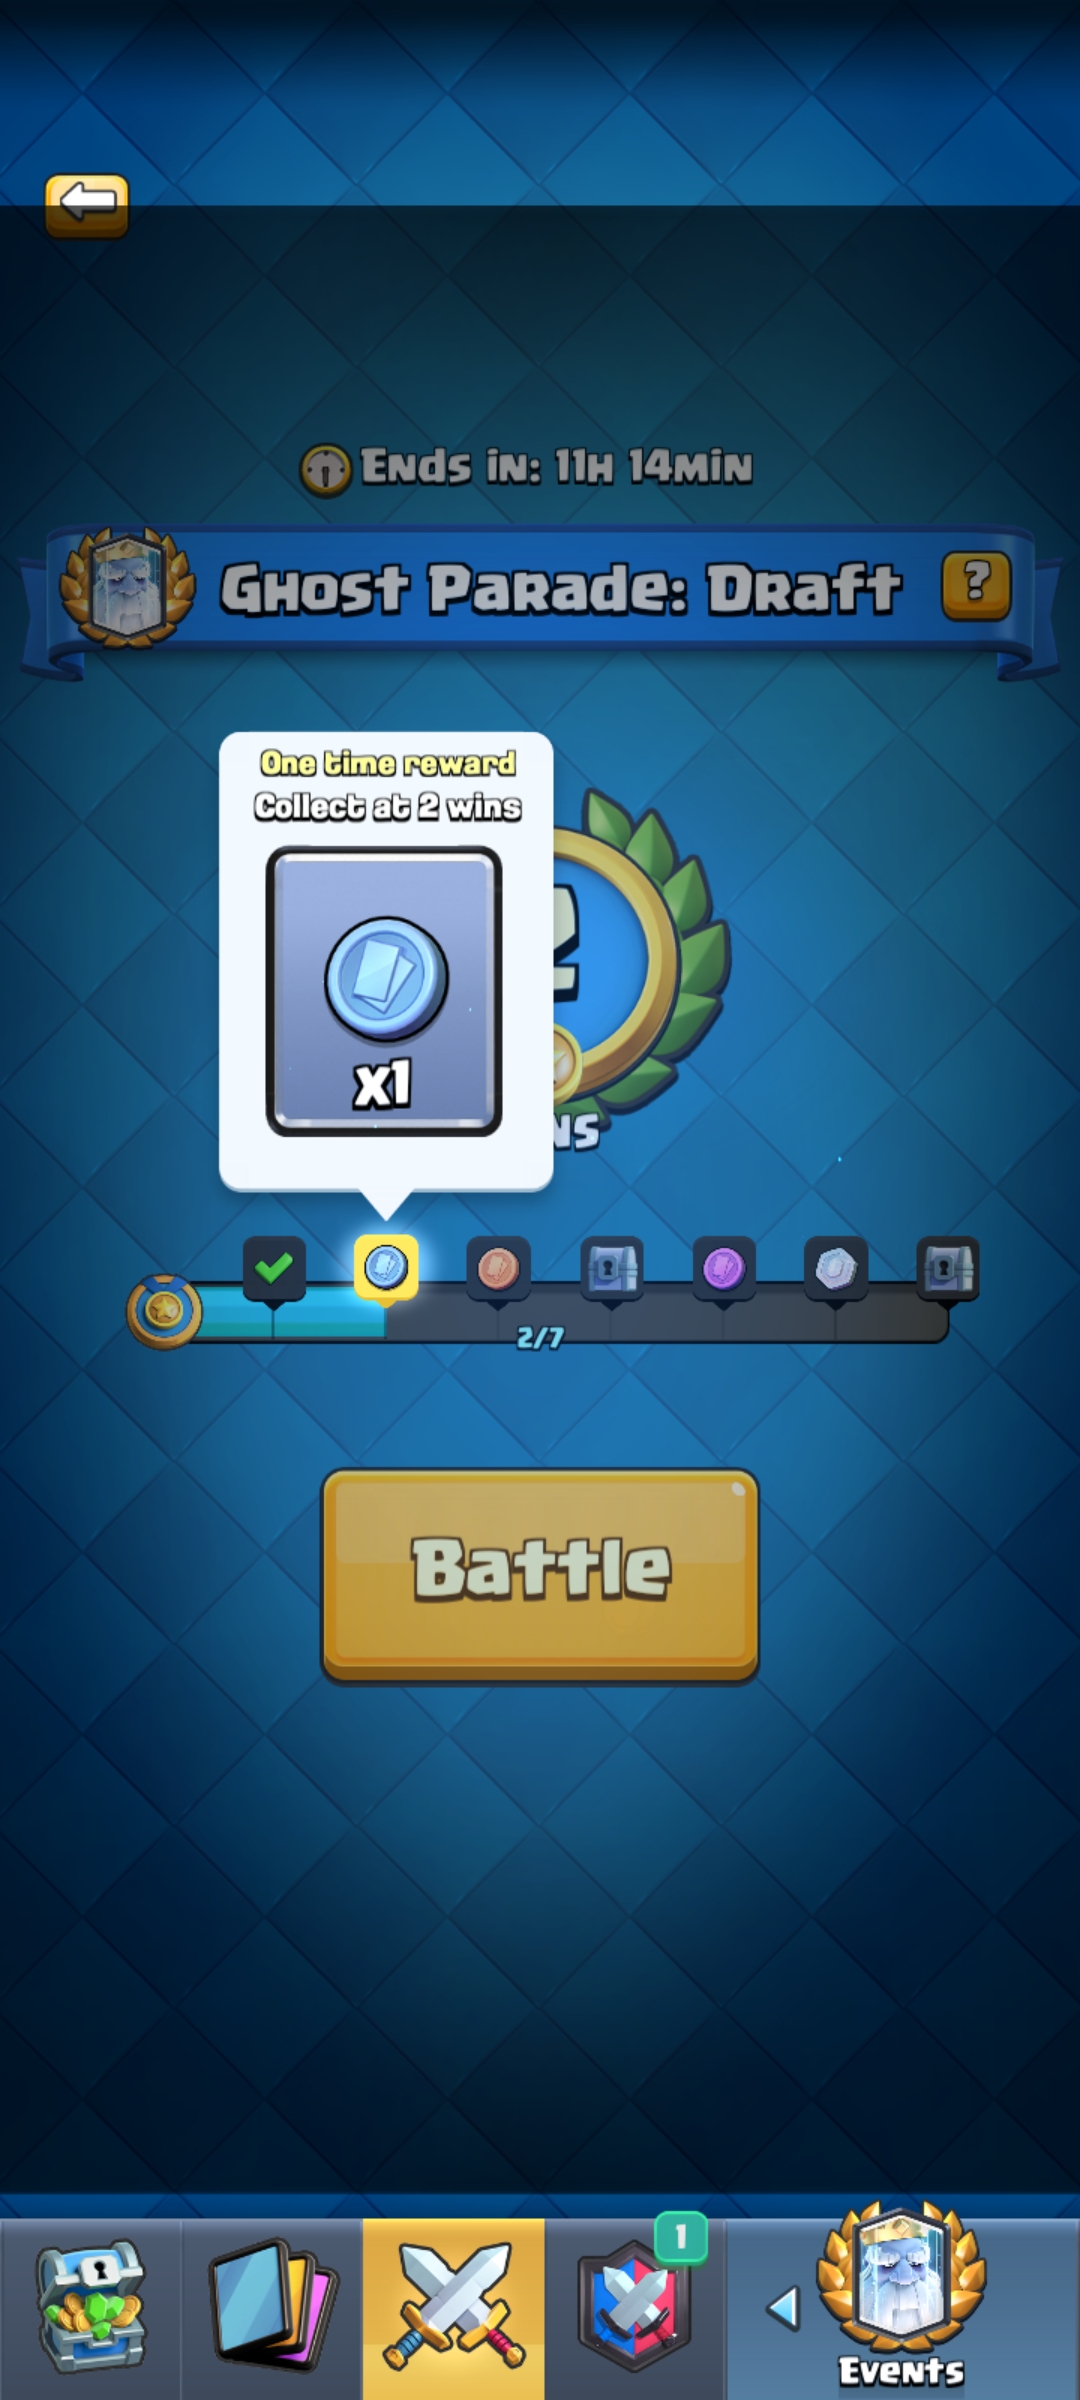 Ends in: 11h 14min
Ghost Parade: Draft
?
One time reward
Collect at 2 wins
x1
2
2/7
Battle
1
Events